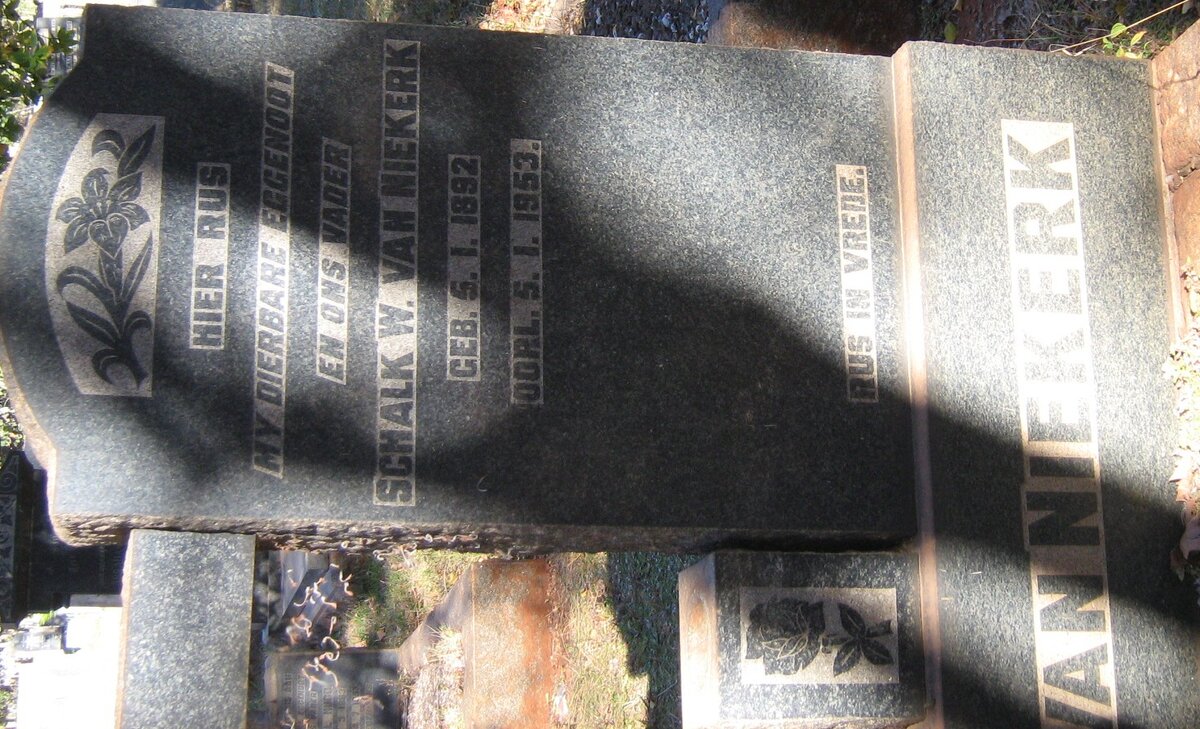 HIER RUS
MY DIERBARE EGGENOOT
EN ONS VADER
SCHALK W. VAN NIEKERK
GEB. 5.1.1892
OORL. 5.1.1953.
RUS IN VREDE.
VAN NIEKERK